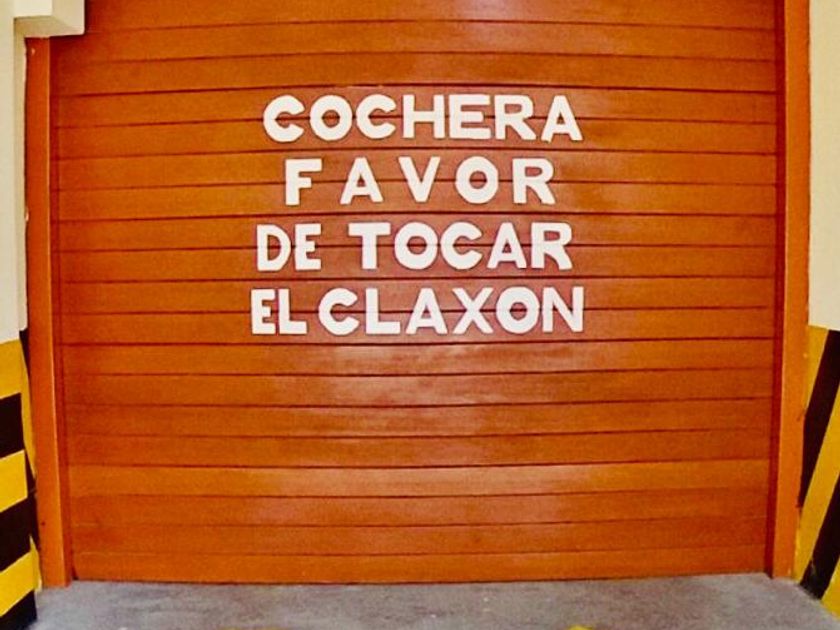 COCHERA
FAVOR
DE TOCAR
EL CLAXON